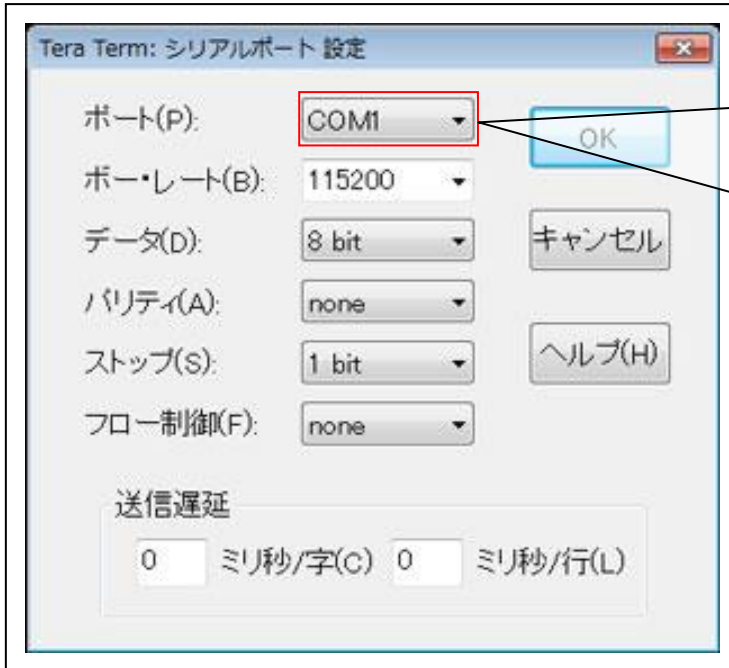 Tera Term: シリアルポート 設定
ポート(P): COM1 OK
ボー・レート(B): 115200
データ(D): 8 bit キャンセル
パリティ(A): none
ストップ(S): 1 bit ヘルプ(H)
フロー制御(F): none
送信遅延
0 ミリ秒/字(C) 0 ミリ秒/行(L)